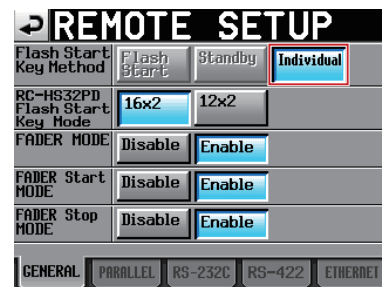 REMOTE SETUP
Flash Start Key Method
Flash Start
Standby
Individual
RC-HS32PD Flash Start Key Mode
16x2
12x2
FADER MODE
Disable
Enable
FADER Start MODE
Disable
Enable
FADER Stop MODE
Disable
Enable
GENERAL
PARALLEL
RS-232C
RS-422
ETHERNET